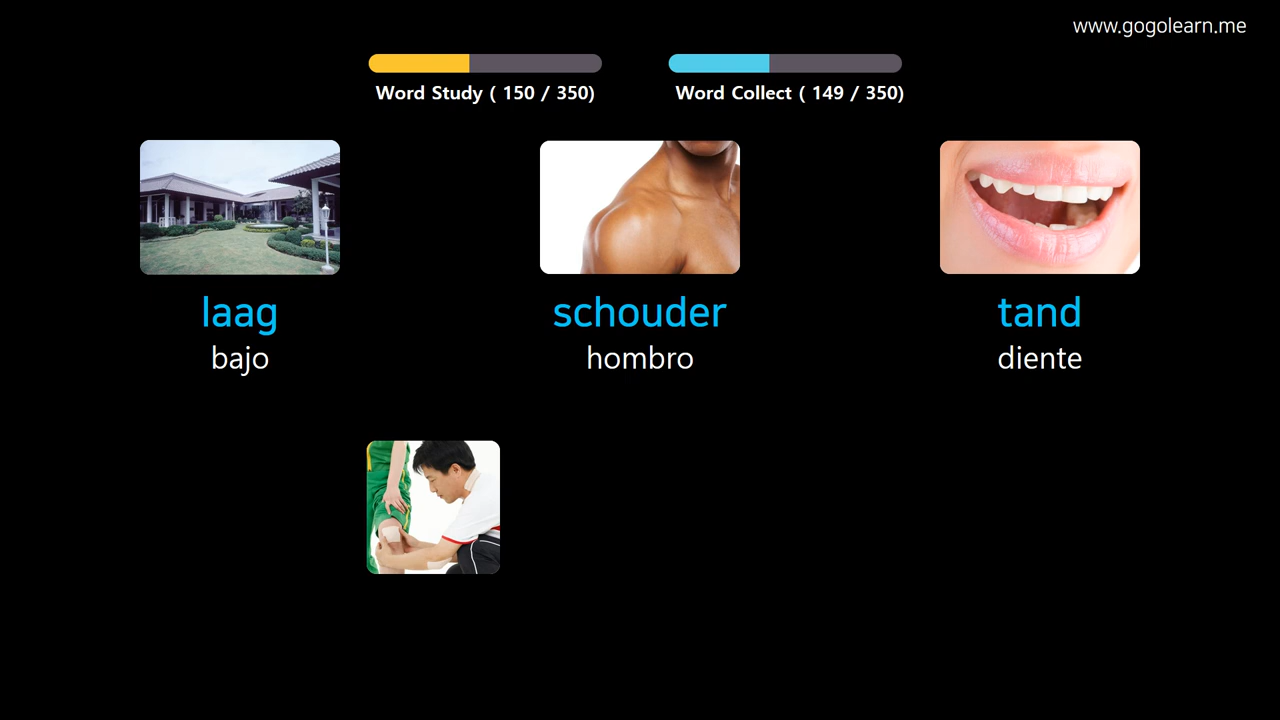 www.gogolearn.me
Word Study ( 150 / 350)
Word Collect ( 149 / 350)
laag
schouder
tand
bajo
hombro
diente